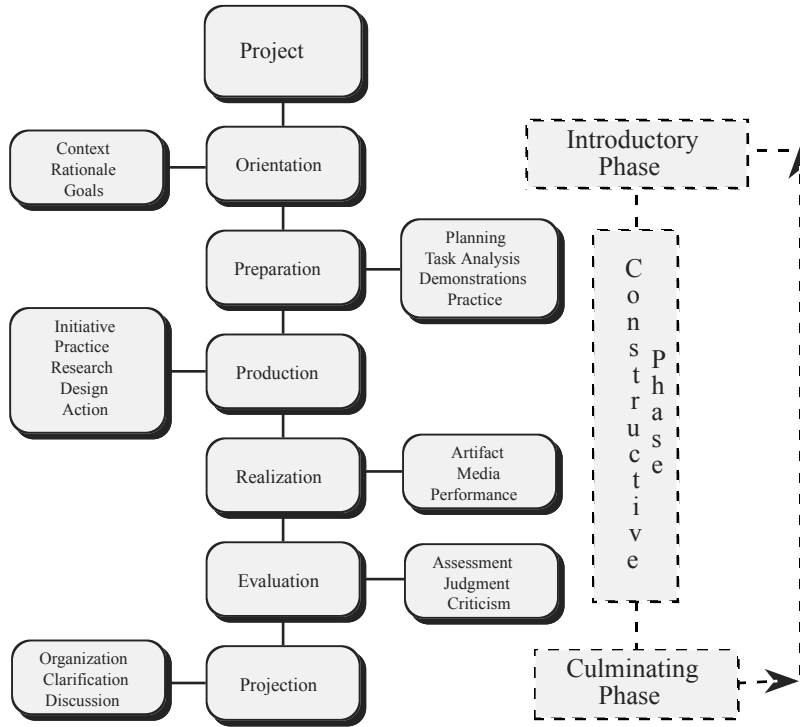 Project
Context
Rationale
Goals
Orientation
Introductory
Phase
Preparation
Planning
Task Analysis
Demonstrations
Practice
Constructive
Phase
Initiative
Practice
Research
Design
Action
Production
Realization
Artifact
Media
Performance
Evaluation
Assessment
Judgment
Criticism
Organization
Clarification
Discussion
Projection
Culminating
Phase